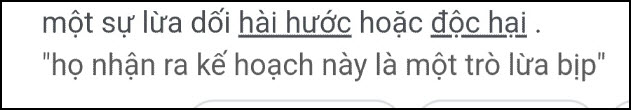 một sự lừa dối hài hước hoặc độc hại .
"họ nhận ra kế hoạch này là một trò lừa bịp"